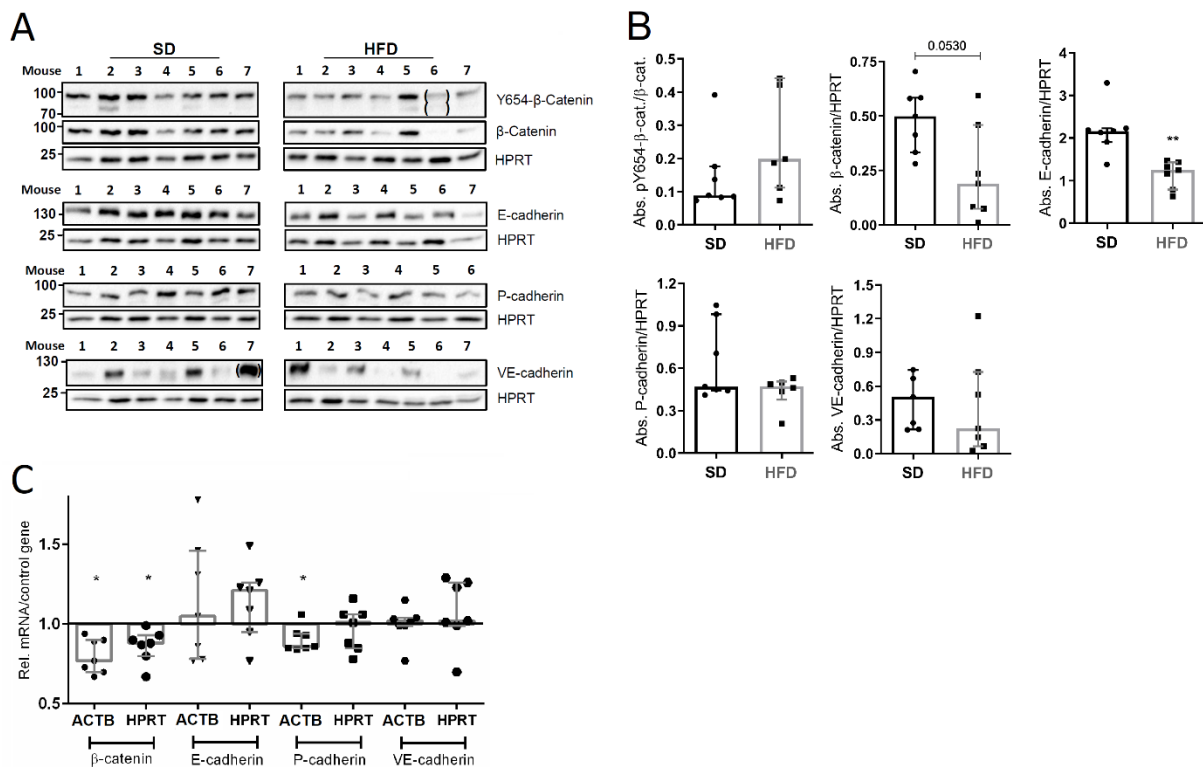 A
SD
HFD
Mouse 1 2 3 4 5 6 7
1 2 3 4 5 6 7
100
70
Y654-β-Catenin
100
β-Catenin
25
HPRT
Mouse 1 2 3 4 5 6 7
1 2 3 4 5 6 7
130
E-cadherin
25
HPRT
Mouse 1 2 3 4 5 6 7
1 2 3 4 5 6
100
P-cadherin
25
HPRT
Mouse 1 2 3 4 5 6 7
1 2 3 4 5 6 7
130
( )
VE-cadherin
25
HPRT
B
Abs. pY654-β-cat./β-cat.
0.5
0.4
0.3
0.2
0.1
0.0
SD HFD
Abs. β-catenin/HPRT
0.0530
0.75
0.50
0.25
0.00
SD HFD
Abs. E-cadherin/HPRT
4
3
2
1
0
**
SD HFD
Abs. P-cadherin/HPRT
1.2
0.9
0.6
0.3
0.0
SD HFD
Abs. VE-cadherin/HPRT
1.5
1.2
0.9
0.6
0.3
0.0
SD HFD
C
Rel. mRNA/control gene
1.5
1.0
0.5
* * *
ACTB HPRT ACTB HPRT ACTB HPRT ACTB HPRT
β-catenin E-cadherin P-cadherin VE-cadherin